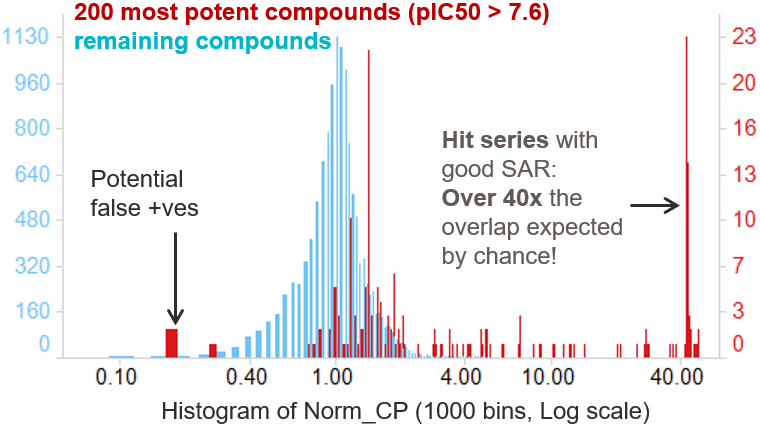 200 most potent compounds (pIC50 > 7.6)
remaining compounds
1130
960
800
640
480
320
160
0
23
20
16
13
10
7
3
0
Potential
false +ves
Hit series with
good SAR:
Over 40x the
overlap expected
by chance!
0.10 0.40 1.00 4.00 10.00 40.00
Histogram of Norm_CP (1000 bins, Log scale)